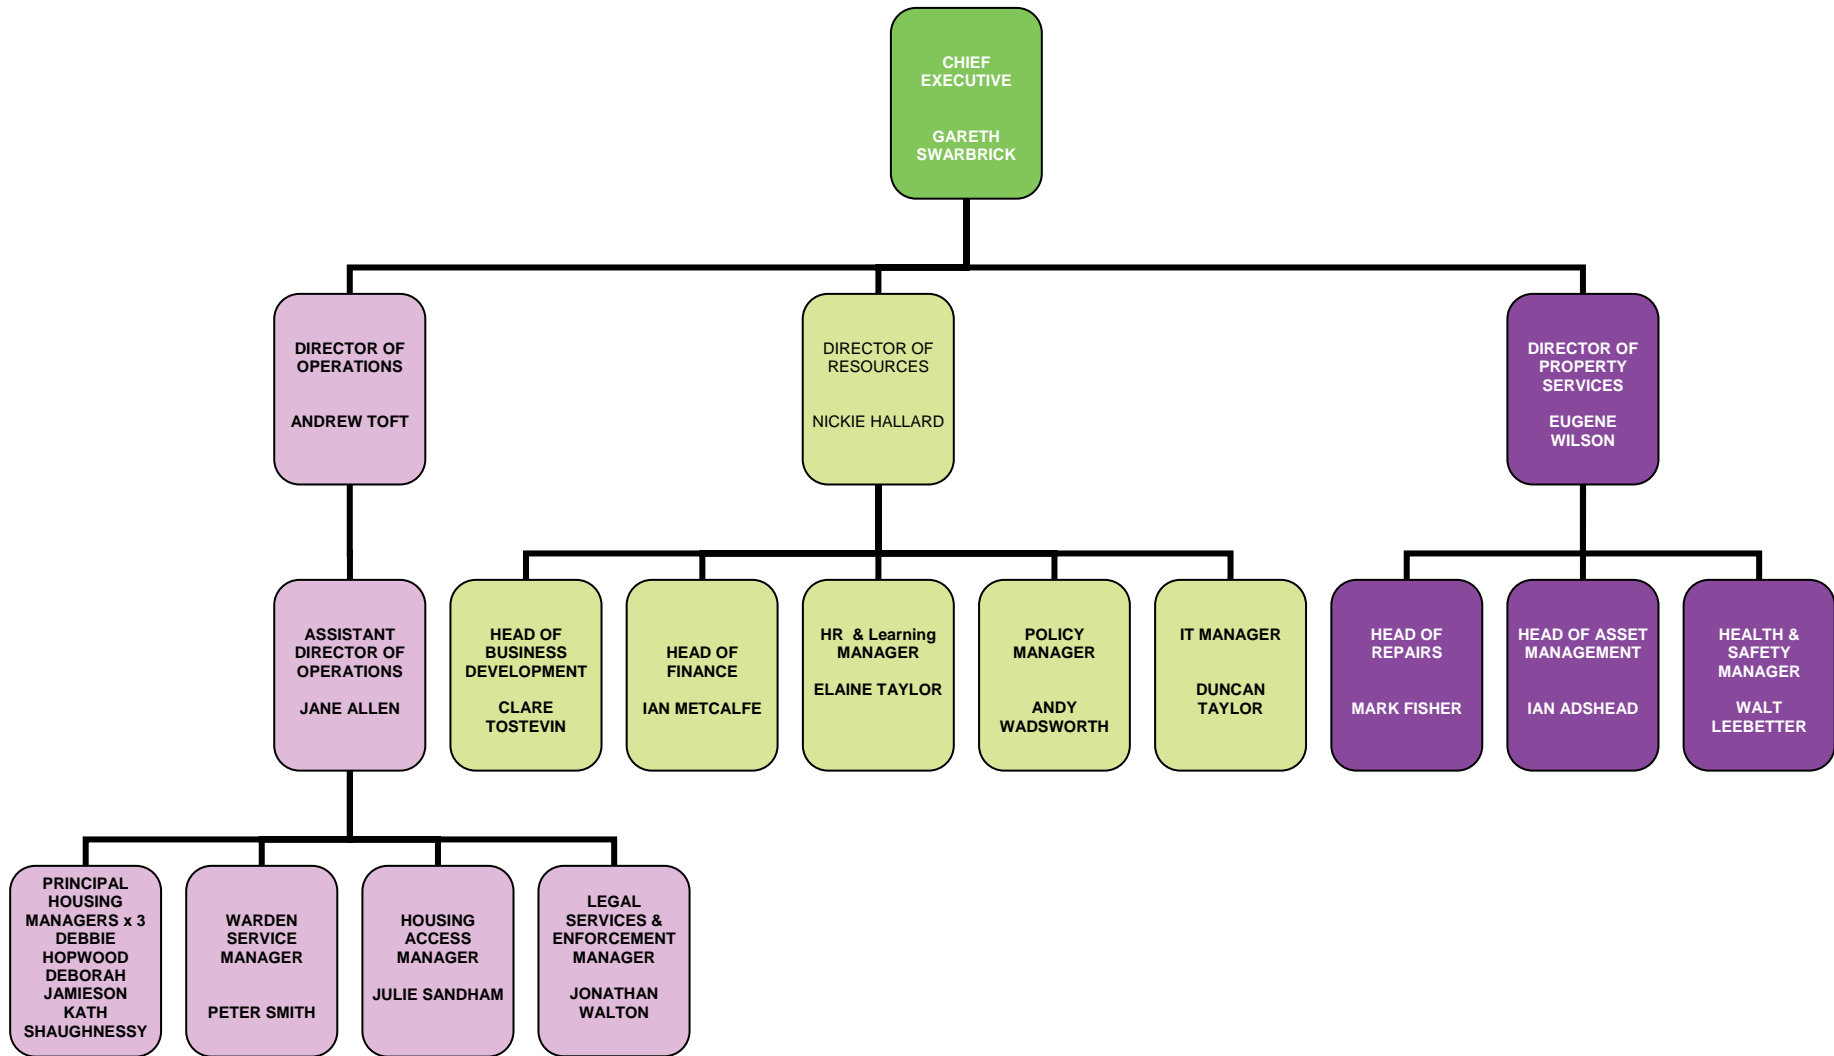 CHIEF
EXECUTIVE
GARETH
SWARBRICK
DIRECTOR OF
OPERATIONS
ANDREW TOFT
DIRECTOR OF
RESOURCES
NICKIE HALLARD
DIRECTOR OF
PROPERTY
SERVICES
EUGENE
WILSON
ASSISTANT
DIRECTOR OF
OPERATIONS
JANE ALLEN
HEAD OF
BUSINESS
DEVELOPMENT
CLARE
TOSTEVIN
HEAD OF
FINANCE
IAN METCALFE
HR & Learning
MANAGER
ELAINE TAYLOR
POLICY
MANAGER
ANDY
WADSWORTH
IT MANAGER
DUNCAN
TAYLOR
HEAD OF
REPAIRS
MARK FISHER
HEAD OF ASSET
MANAGEMENT
IAN ADSHEAD
HEALTH &
SAFETY
MANAGER
WALT
LEEBETTER
PRINCIPAL
HOUSING
MANAGERS x 3
DEBBIE
HOPWOOD
DEBORAH
JAMIESON
KATH
SHAUGHNESSY
WARDEN
SERVICE
MANAGER
PETER SMITH
HOUSING
ACCESS
MANAGER
JULIE SANDHAM
LEGAL
SERVICES &
ENFORCEMENT
MANAGER
JONATHAN
WALTON